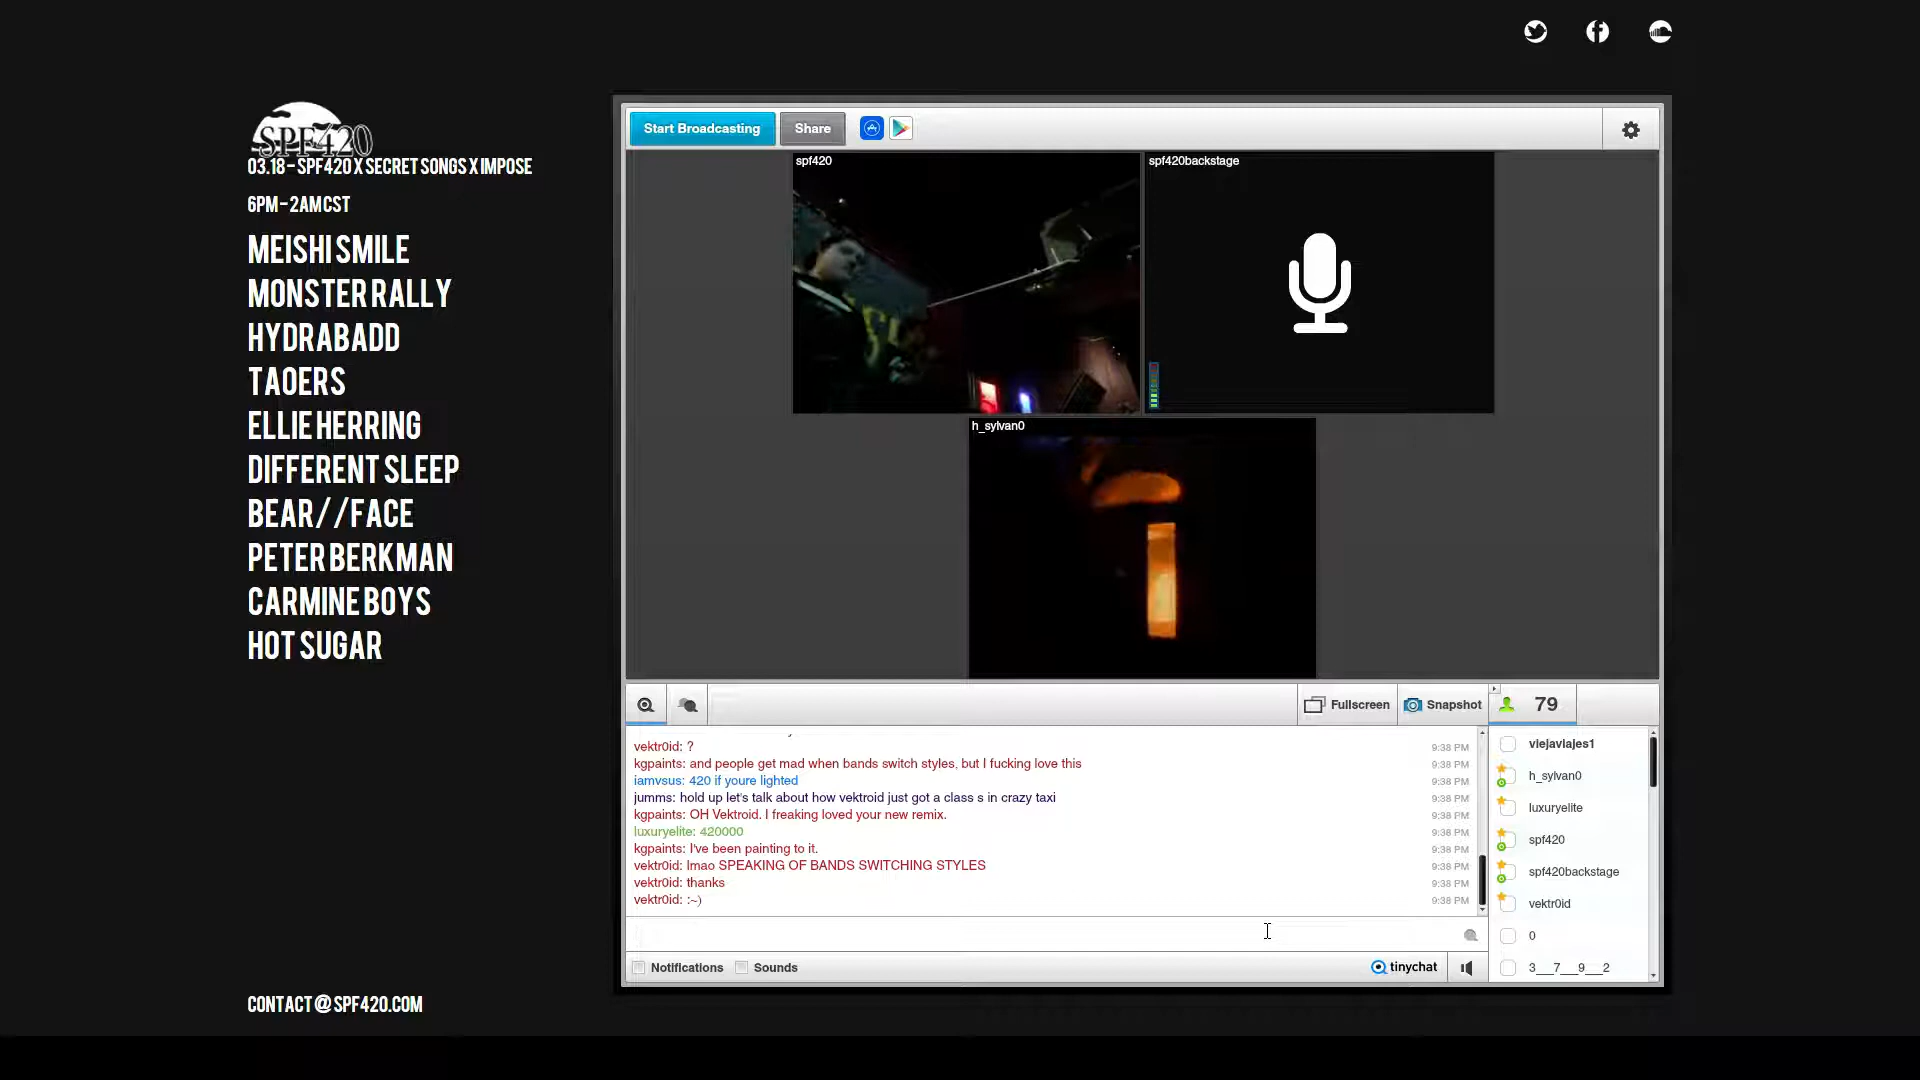 SPF420
03.18 – SPF420 X SECRET SONGS X IMPOSE
6PM – 2AM CST
MEISHI SMILE
MONSTER RALLY
HYDRABADD
TAOERS
ELLIE HERRING
DIFFERENT SLEEP
BEAR//FACE
PETER BERKMAN
CARMINE BOYS
HOT SUGAR
CONTACT@SPF420.COM
Start Broadcasting
Share
spf420
spf420backstage
h_sylvan0
Fullscreen
Snapshot
79
vektr0id: ? 9:38 PM
kgpaints: and people get mad when bands switch styles, but I fucking love this 9:38 PM
iamvsus: 420 if youre lighted 9:38 PM
jumms: hold up let's talk about how vektroid just got a class s in crazy taxi 9:38 PM
kgpaints: OH Vektroid. I freaking loved your new remix. 9:38 PM
luxuryelite: 420000 9:38 PM
kgpaints: I've been painting to it. 9:38 PM
vektr0id: lmao SPEAKING OF BANDS SWITCHING STYLES 9:38 PM
vektr0id: thanks 9:38 PM
vektr0id: :~) 9:38 PM
viejaviajes1
h_sylvan0
luxuryelite
spf420
spf420backstage
vektr0id
0
3__7__9__2
Notifications
Sounds
tinychat